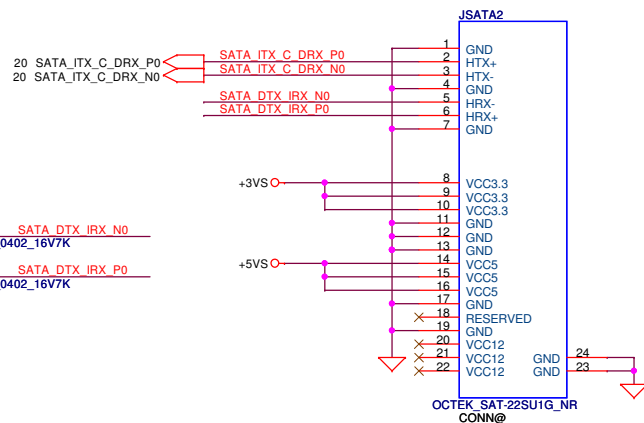 JSATA2
1 GND
20 SATA_ITX_C_DRX_P0 SATA_ITX_C_DRX_P0 2 HTX+
20 SATA_ITX_C_DRX_N0 SATA_ITX_C_DRX_N0 3 HTX-
4 GND
SATA_DTX_IRX_N0 5 HRX-
SATA_DTX_IRX_P0 6 HRX+
7 GND
+3VS 8 VCC3.3
9 VCC3.3
10 VCC3.3
11 GND
SATA_DTX_IRX_N0 12 GND
0402_16V7K 13 GND
+5VS 14 VCC5
SATA_DTX_IRX_P0 15 VCC5
0402_16V7K 16 VCC5
17 GND
18 RESERVED
19 GND
20 VCC12
21 VCC12 GND 24
22 VCC12 GND 23
OCTEK_SAT-22SU1G_NR
CONN@